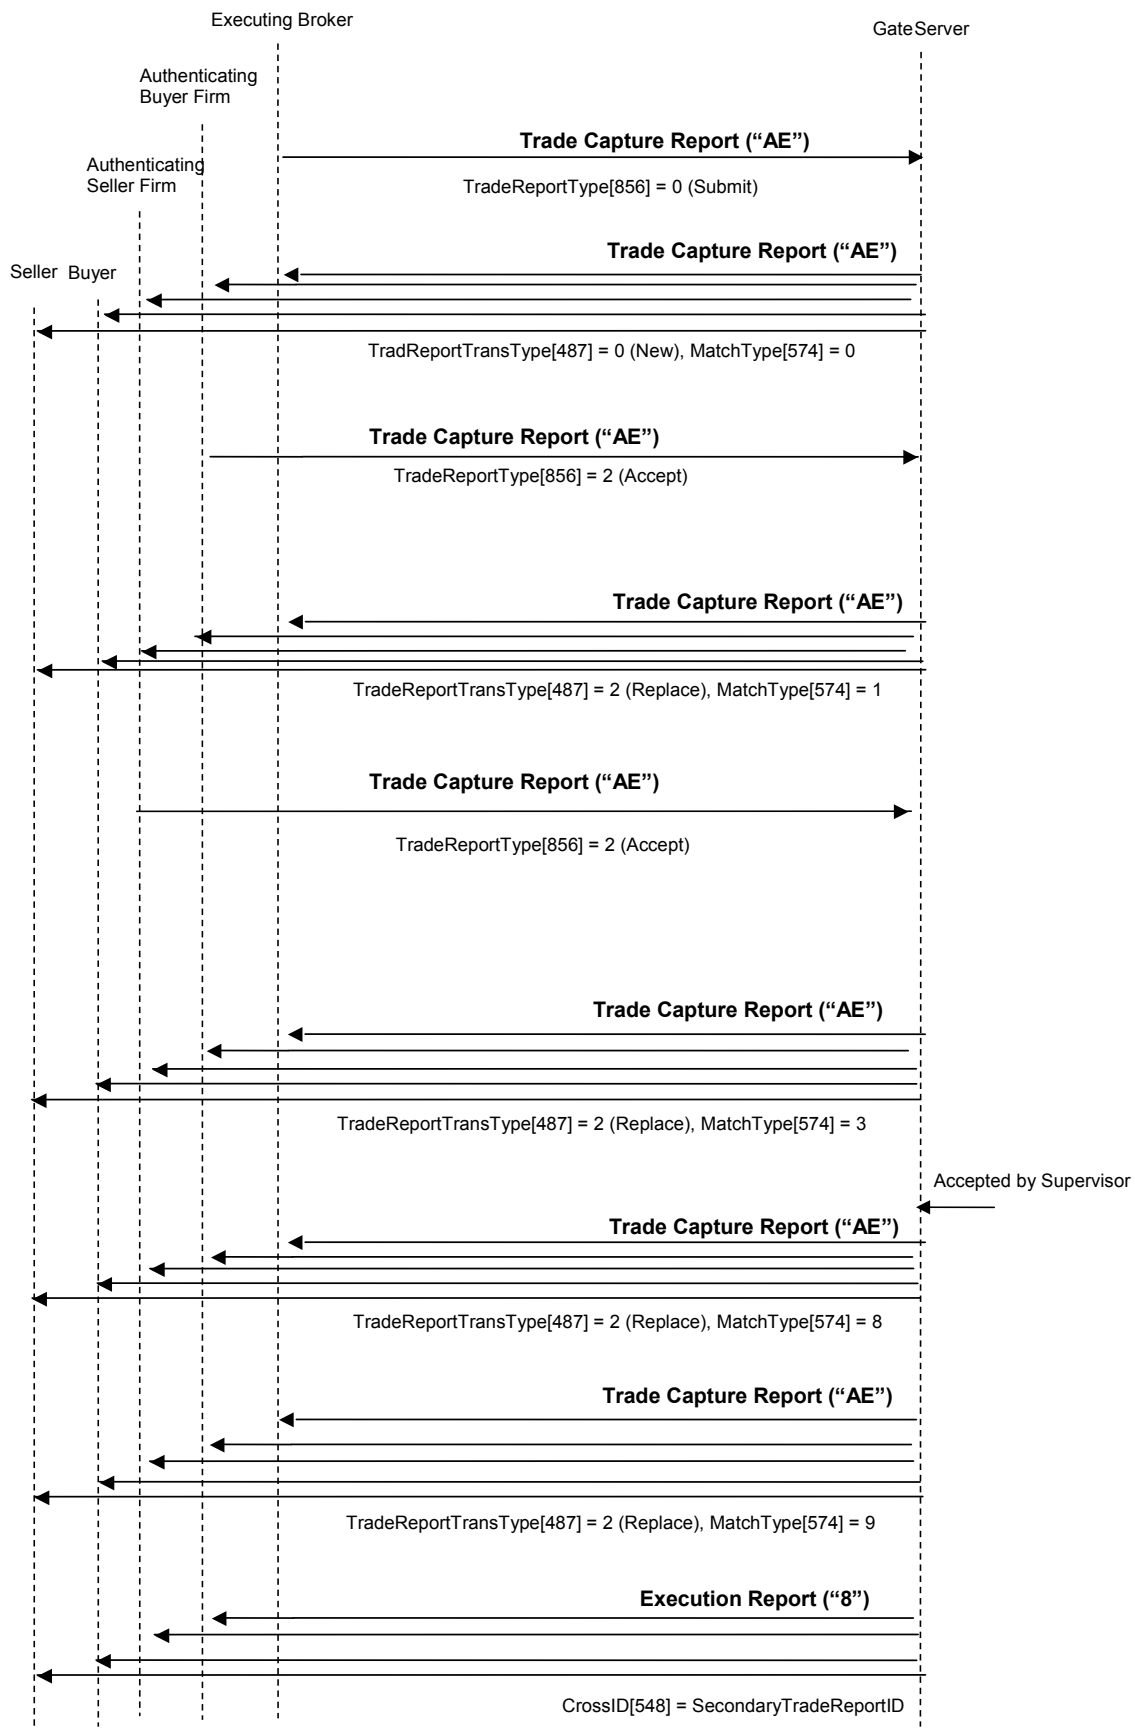 Executing Broker
GateServer
Authenticating
Buyer Firm
Trade Capture Report (“AE”)
Authenticating
Seller Firm
TradeReportType[856] = 0 (Submit)
Trade Capture Report (“AE”)
Seller
Buyer
TradReportTransType[487] = 0 (New), MatchType[574] = 0
Trade Capture Report (“AE”)
TradeReportType[856] = 2 (Accept)
Trade Capture Report (“AE”)
TradeReportTransType[487] = 2 (Replace), MatchType[574] = 1
Trade Capture Report (“AE”)
TradeReportType[856] = 2 (Accept)
Trade Capture Report (“AE”)
TradeReportTransType[487] = 2 (Replace), MatchType[574] = 3
Accepted by Supervisor
Trade Capture Report (“AE”)
TradeReportTransType[487] = 2 (Replace), MatchType[574] = 8
Trade Capture Report (“AE”)
TradeReportTransType[487] = 2 (Replace), MatchType[574] = 9
Execution Report (“8”)
CrossID[548] = SecondaryTradeReportID